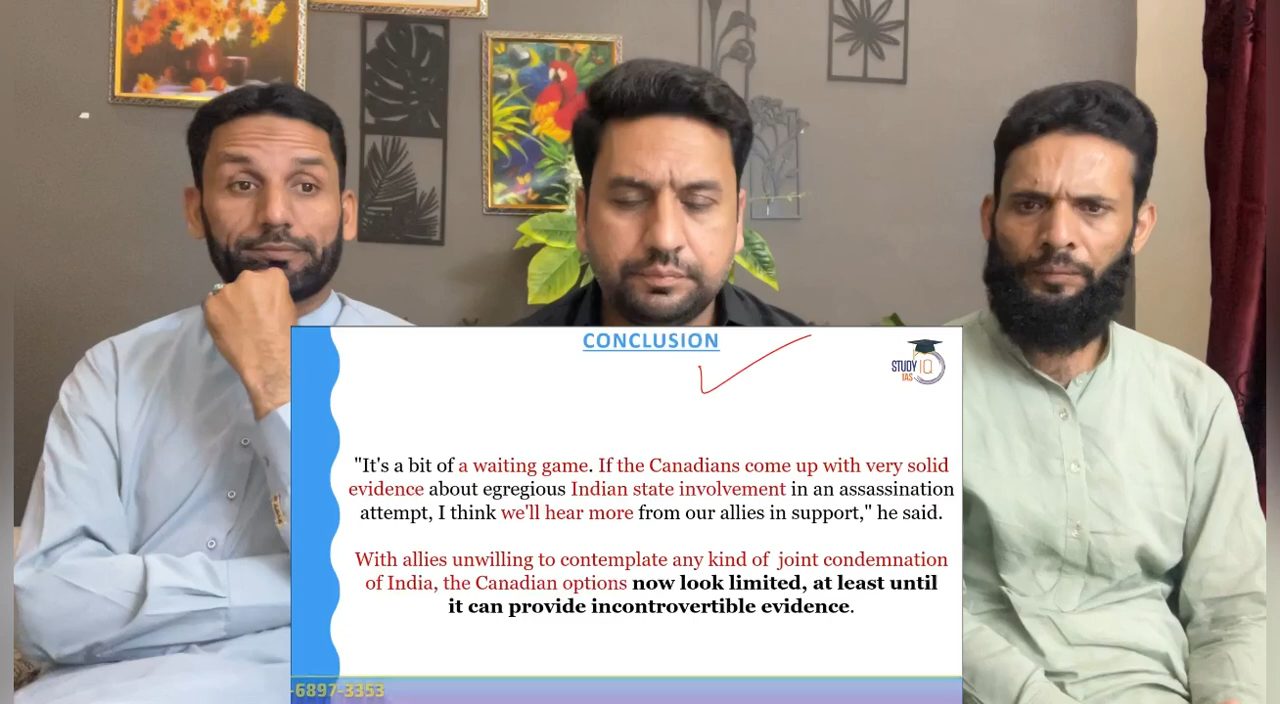 CONCLUSION
STUDY IQ
IAS
"It's a bit of a waiting game. If the Canadians come up with very solid
evidence about egregious Indian state involvement in an assassination
attempt, I think we'll hear more from our allies in support," he said.
With allies unwilling to contemplate any kind of joint condemnation
of India, the Canadian options now look limited, at least until
it can provide incontrovertible evidence.
-6897-3353